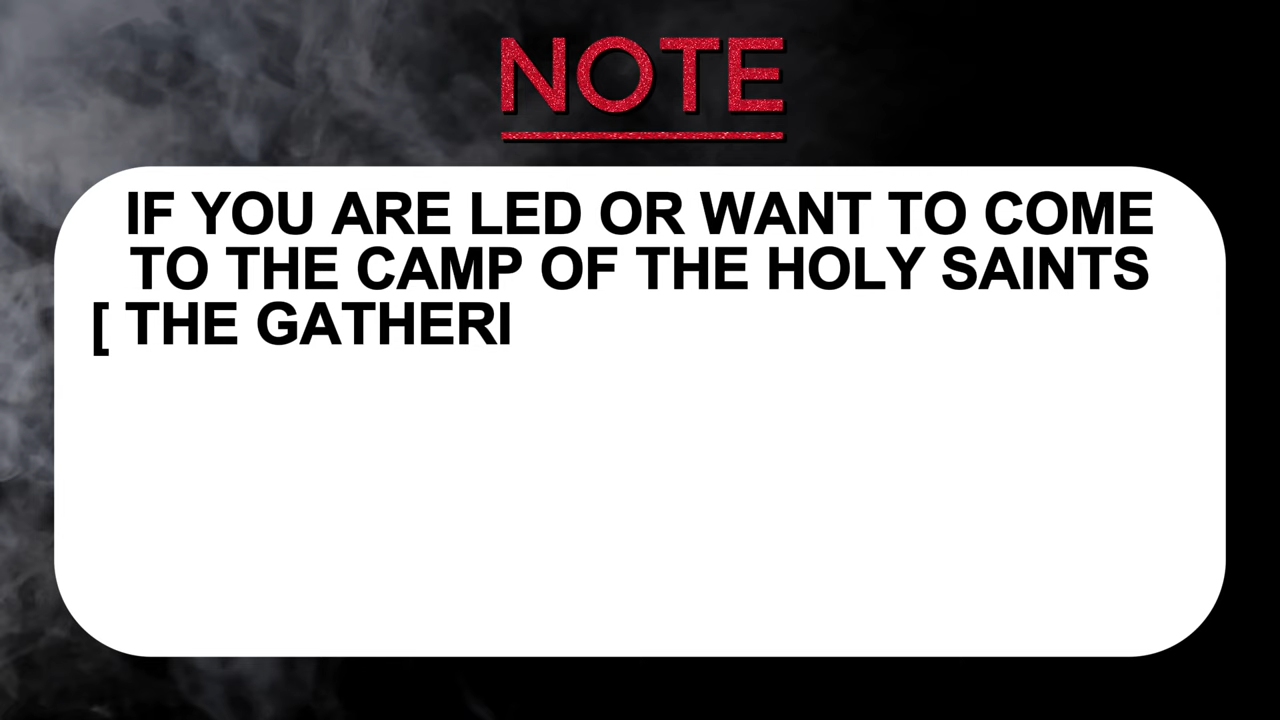 NOTE
IF YOU ARE LED OR WANT TO COME
TO THE CAMP OF THE HOLY SAINTS
[ THE GATHERI